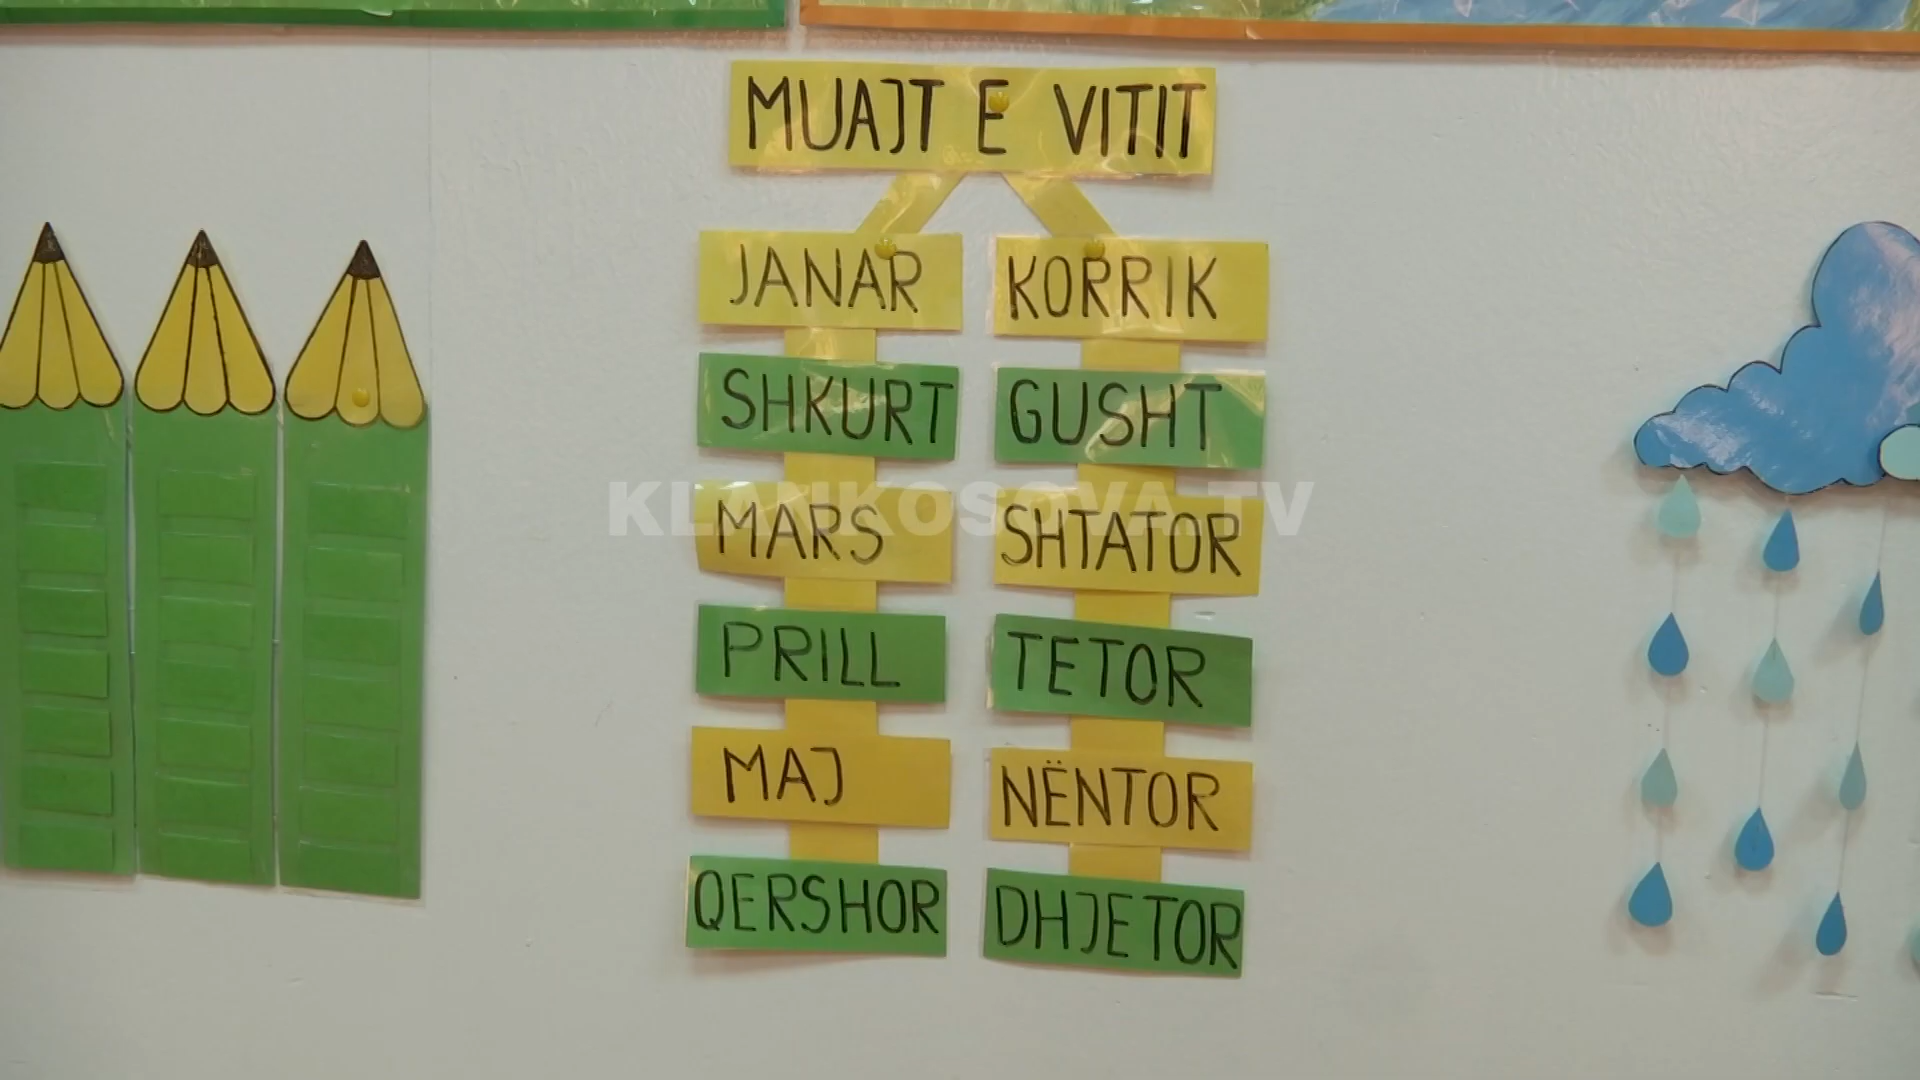 MUAJT E VITIT
JANAR
SHKURT
MARS
PRILL
MAJ
QERSHOR
KORRIK
GUSHT
SHTATOR
TETOR
NËNTOR
DHJETOR
KLANKOSOVA.TV